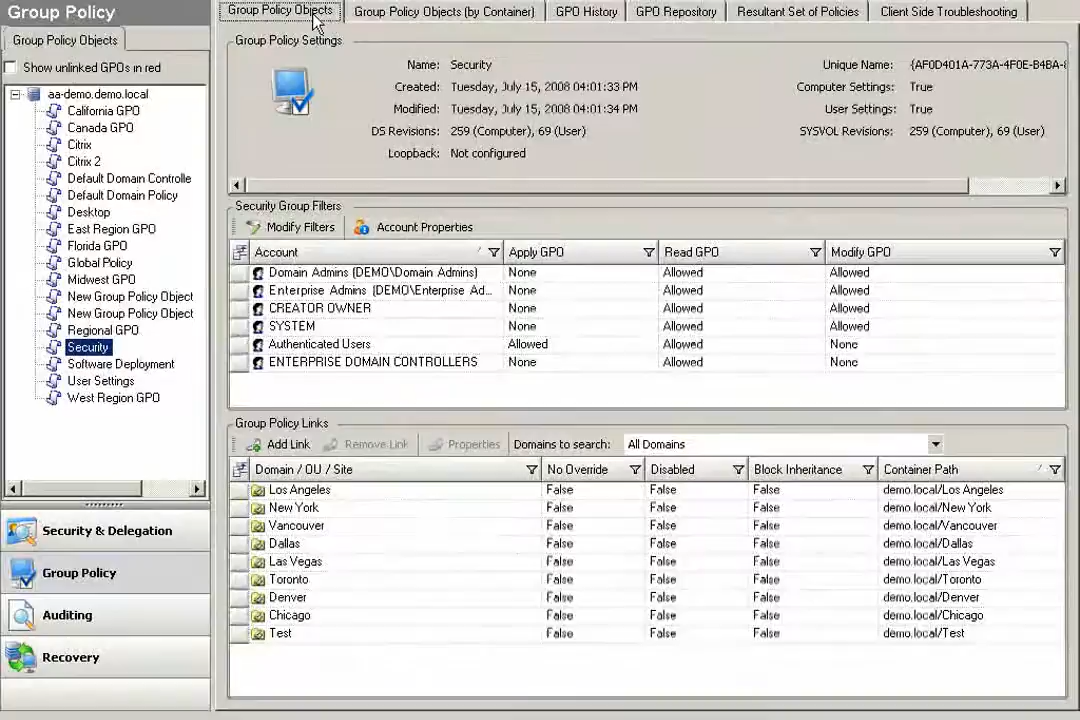 Group Policy
Group Policy Objects
Show unlinked GPOs in red
aa-demo.demo.local
California GPO
Canada GPO
Citrix
Citrix 2
Default Domain Controlle
Default Domain Policy
Desktop
East Region GPO
Florida GPO
Global Policy
Midwest GPO
New Group Policy Object
New Group Policy Object
Regional GPO
Security
Software Deployment
User Settings
West Region GPO
Security & Delegation
Group Policy
Auditing
Recovery
Group Policy Objects Group Policy Objects (by Container) GPO History GPO Repository Resultant Set of Policies Client Side Troubleshooting
Group Policy Settings
Name: Security Unique Name: {AF0D401A-773A-4F0E-B4BA-
Created: Tuesday, July 15, 2008 04:01:33 PM Computer Settings: True
Modified: Tuesday, July 15, 2008 04:01:34 PM User Settings: True
DS Revisions: 259 (Computer), 69 (User) SYSVOL Revisions: 259 (Computer), 69 (User)
Loopback: Not configured
Security Group Filters
Modify Filters Account Properties
Account Apply GPO Read GPO Modify GPO
Domain Admins (DEMO\Domain Admins) None Allowed Allowed
Enterprise Admins (DEMO\Enterprise Ad... None Allowed Allowed
CREATOR OWNER None Allowed Allowed
SYSTEM None Allowed Allowed
Authenticated Users Allowed Allowed None
ENTERPRISE DOMAIN CONTROLLERS None Allowed None
Group Policy Links
Add Link Remove Link Properties Domains to search: All Domains
Domain / OU / Site No Override Disabled Block Inheritance Container Path
Los Angeles False False False demo.local/Los Angeles
New York False False False demo.local/New York
Vancouver False False False demo.local/Vancouver
Dallas False False False demo.local/Dallas
Las Vegas False False False demo.local/Las Vegas
Toronto False False False demo.local/Toronto
Denver False False False demo.local/Denver
Chicago False False False demo.local/Chicago
Test False False False demo.local/Test